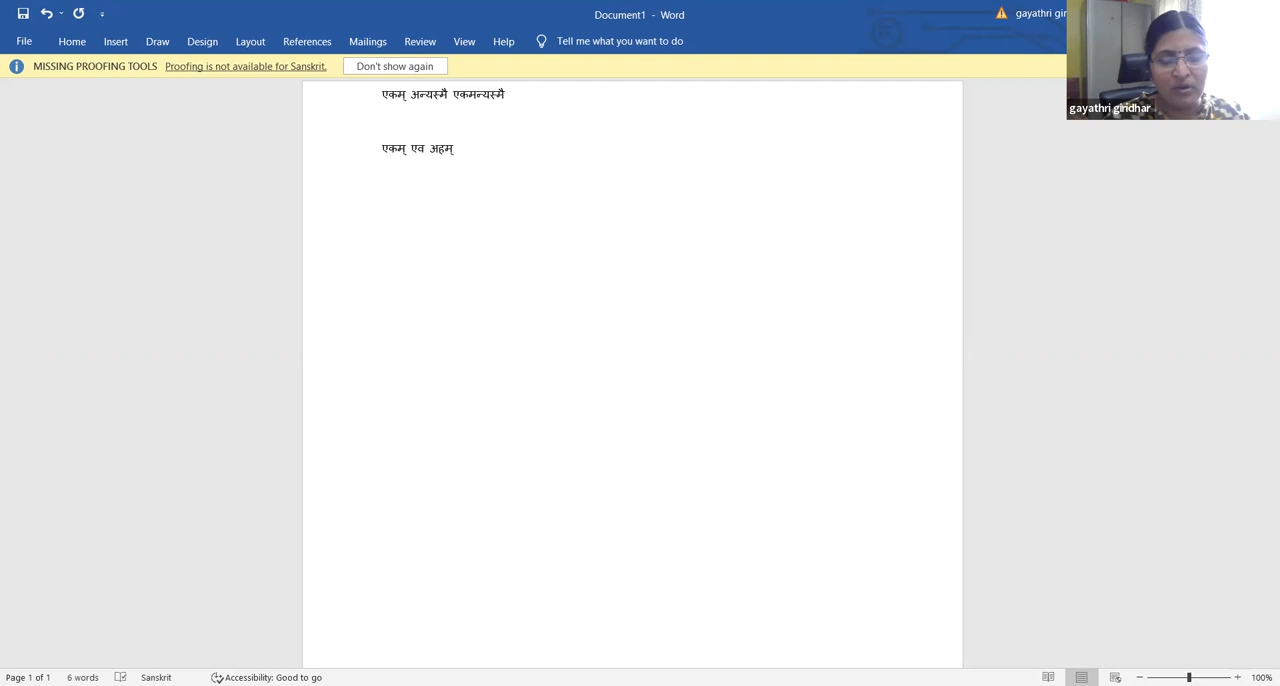 Document1 - Word
gayathri gir
File Home Insert Draw Design Layout References Mailings Review View Help Tell me what you want to do
MISSING PROOFING TOOLS Proofing is not available for Sanskrit. Don't show again
gayathri giridhar
एकम् अन्यस्मै एकमन्यस्मै
एकम् एव अहम्
Page 1 of 1 6 words Sanskrit Accessibility: Good to go 100%